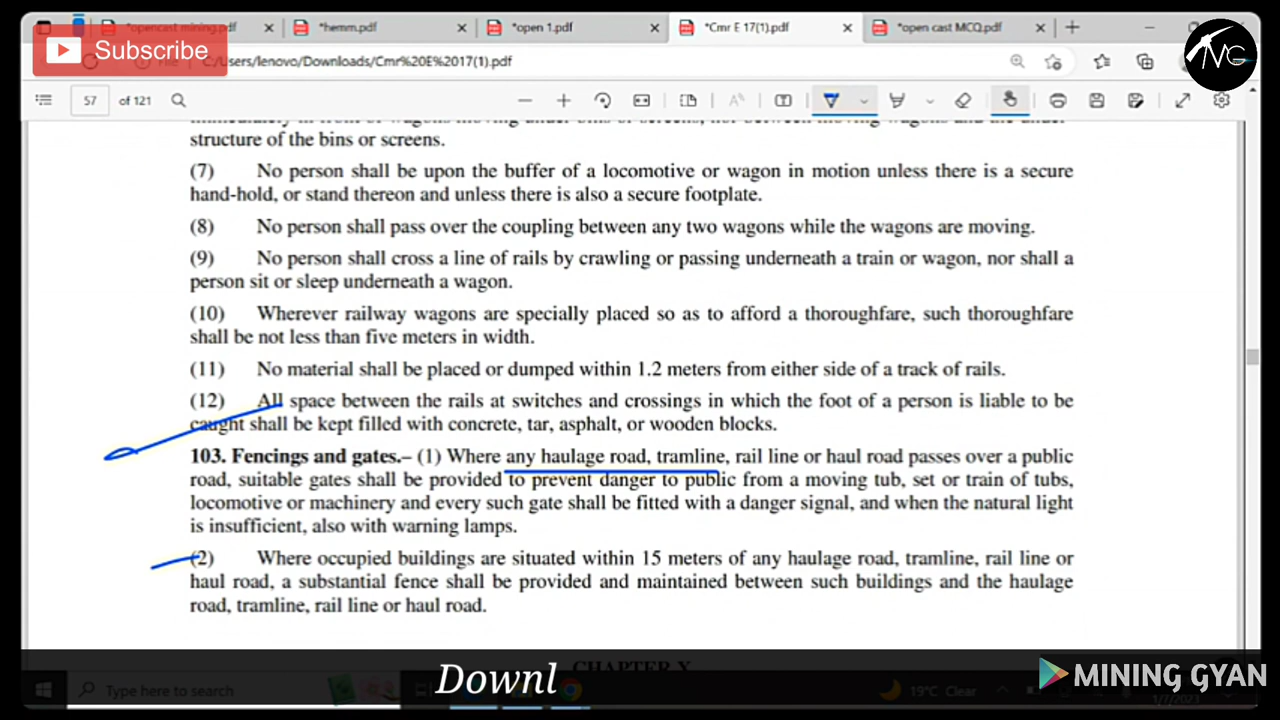 *opencast mining.pdf
*hemm.pdf
*open 1.pdf
*Cmr E 17(1).pdf
*open cast MCQ.pdf
Subscribe
C:/Users/lenovo/Downloads/Cmr%20E%2017(1).pdf
57 of 121
structure of the bins or screens.
(7) No person shall be upon the buffer of a locomotive or wagon in motion unless there is a secure
hand-hold, or stand thereon and unless there is also a secure footplate.
(8) No person shall pass over the coupling between any two wagons while the wagons are moving.
(9) No person shall cross a line of rails by crawling or passing underneath a train or wagon, nor shall a
person sit or sleep underneath a wagon.
(10) Wherever railway wagons are specially placed so as to afford a thoroughfare, such thoroughfare
shall be not less than five meters in width.
(11) No material shall be placed or dumped within 1.2 meters from either side of a track of rails.
(12) All space between the rails at switches and crossings in which the foot of a person is liable to be
caught shall be kept filled with concrete, tar, asphalt, or wooden blocks.
103. Fencings and gates.– (1) Where any haulage road, tramline, rail line or haul road passes over a public
road, suitable gates shall be provided to prevent danger to public from a moving tub, set or train of tubs,
locomotive or machinery and every such gate shall be fitted with a danger signal, and when the natural light
is insufficient, also with warning lamps.
(2) Where occupied buildings are situated within 15 meters of any haulage road, tramline, rail line or
haul road, a substantial fence shall be provided and maintained between such buildings and the haulage
road, tramline, rail line or haul road.
CHAPTER X
Downl
MINING GYAN
Type here to search
19°C Clear
1/7/2023